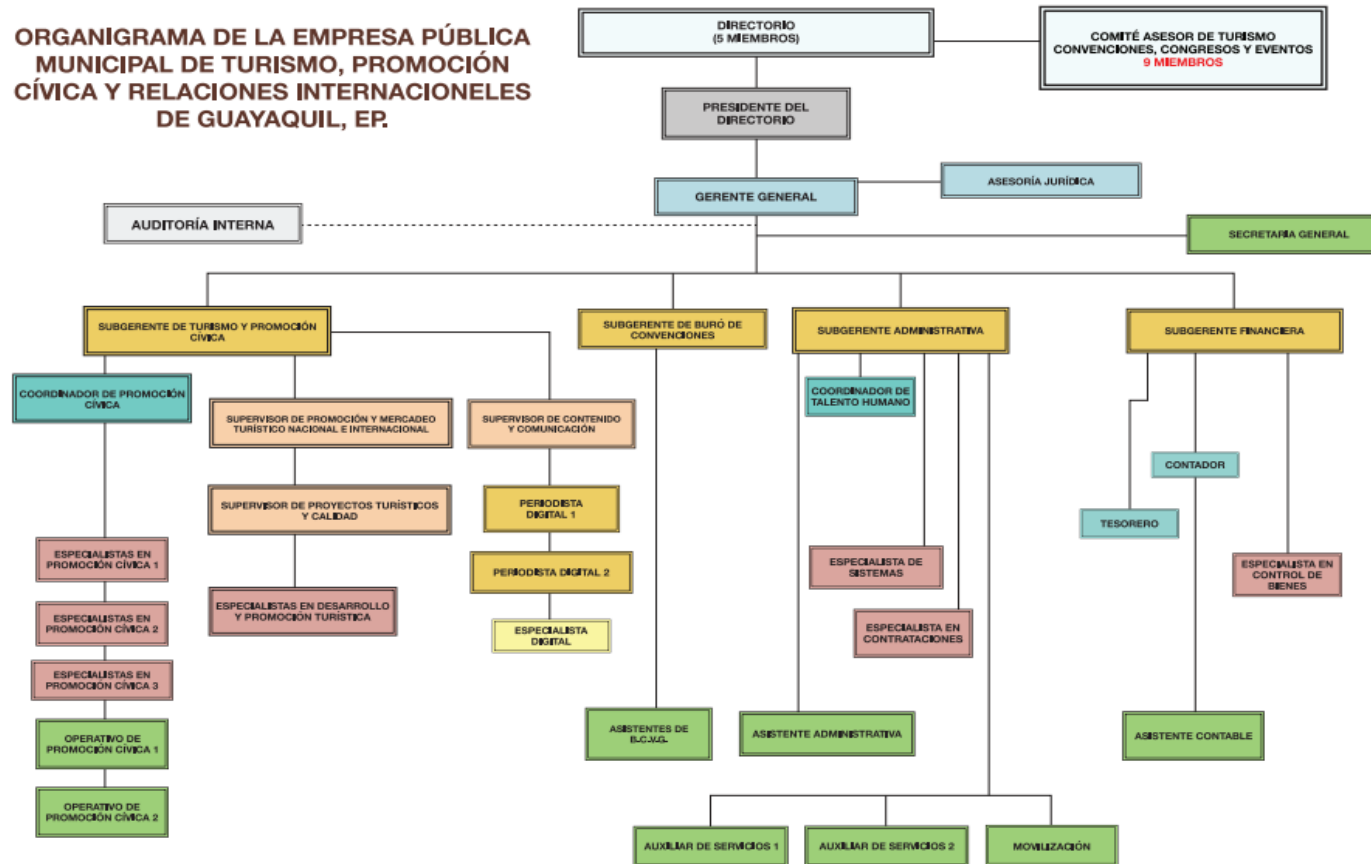 ORGANIGRAMA DE LA EMPRESA PÚBLICA
MUNICIPAL DE TURISMO, PROMOCIÓN
CÍVICA Y RELACIONES INTERNACIONELES
DE GUAYAQUIL, EP.
DIRECTORIO
(5 MIEMBROS)
COMITÉ ASESOR DE TURISMO
CONVENCIONES, CONGRESOS Y EVENTOS
9 MIEMBROS
PRESIDENTE DEL
DIRECTORIO
GERENTE GENERAL
ASESORÍA JURÍDICA
AUDITORÍA INTERNA
SECRETARÍA GENERAL
SUBGERENTE DE TURISMO Y PROMOCIÓN
CÍVICA
SUBGERENTE DE BURÓ DE
CONVENCIONES
SUBGERENTE ADMINISTRATIVA
SUBGERENTE FINANCIERA
COORDINADOR DE PROMOCIÓN
CÍVICA
SUPERVISOR DE PROMOCIÓN Y MERCADEO
TURÍSTICO NACIONAL E INTERNACIONAL
SUPERVISOR DE CONTENIDO
Y COMUNICACIÓN
COORDINADOR DE
TALENTO HUMANO
CONTADOR
SUPERVISOR DE PROYECTOS TURÍSTICOS
Y CALIDAD
PERIODISTA
DIGITAL 1
TESORERO
ESPECIALISTAS EN
PROMOCIÓN CÍVICA 1
PERIODISTA DIGITAL 2
ESPECIALISTA DE
SISTEMAS
ESPECIALISTA EN
CONTROL DE
BIENES
ESPECIALISTAS EN
PROMOCIÓN CÍVICA 2
ESPECIALISTAS EN DESARROLLO
Y PROMOCIÓN TURÍSTICA
ESPECIALISTA
DIGITAL
ESPECIALISTA EN
CONTRATACIONES
ESPECIALISTAS EN
PROMOCIÓN CÍVICA 3
OPERATIVO DE
PROMOCIÓN CÍVICA 1
ASISTENTES DE
B.C.V.G.
ASISTENTE ADMINISTRATIVA
ASISTENTE CONTABLE
OPERATIVO DE
PROMOCIÓN CÍVICA 2
AUXILIAR DE SERVICIOS 1
AUXILIAR DE SERVICIOS 2
MOVILIZACIÓN